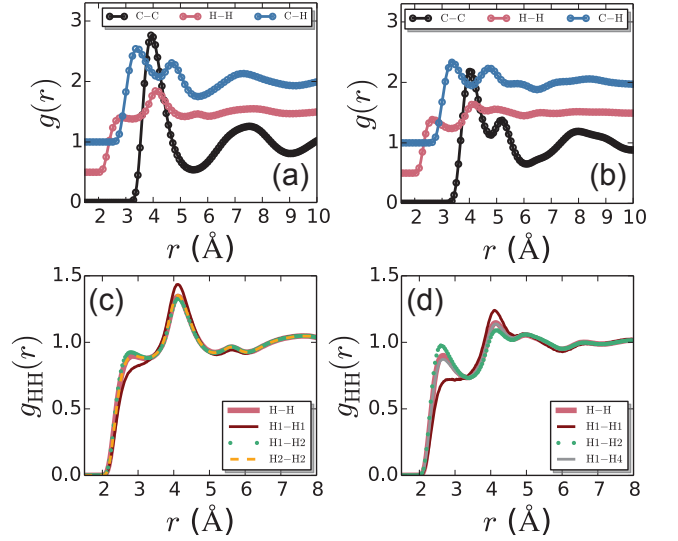 C−C H−H C−H
C−C H−H C−H
g(r)
3
2
1
0
(a)
2 3 4 5 6 7 8 9 10
r (Å)
g(r)
3
2
1
0
(b)
2 3 4 5 6 7 8 9 10
r (Å)
gHH(r)
1.5
1.0
0.5
0.0
(c)
H−H
H1−H1
H1−H2
H2−H2
2 3 4 5 6 7 8
r (Å)
gHH(r)
1.5
1.0
0.5
0.0
(d)
H−H
H1−H1
H1−H2
H1−H4
2 3 4 5 6 7 8
r (Å)